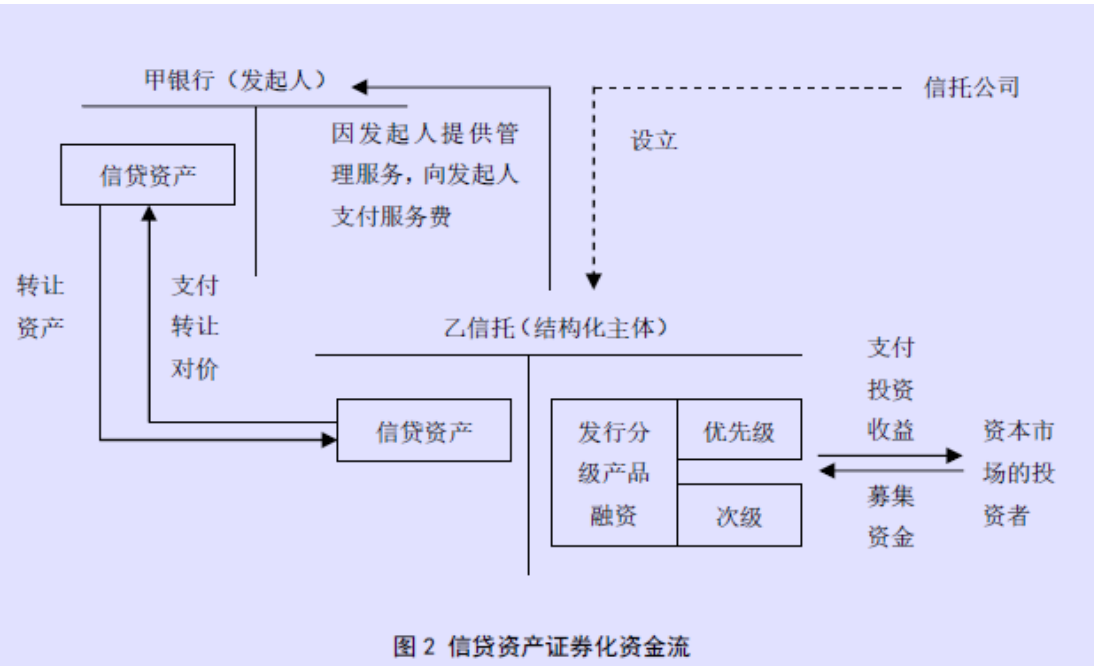 甲银行（发起人）
信托公司
因发起人提供管
理服务，向发起人
支付服务费
设立
信贷资产
转让
资产
支付
转让
对价
乙信托（结构化主体）
信贷资产
发行分
级产品
融资
优先级
次级
支付
投资
收益
募集
资金
资本市
场的投
资者
图 2 信贷资产证券化资金流